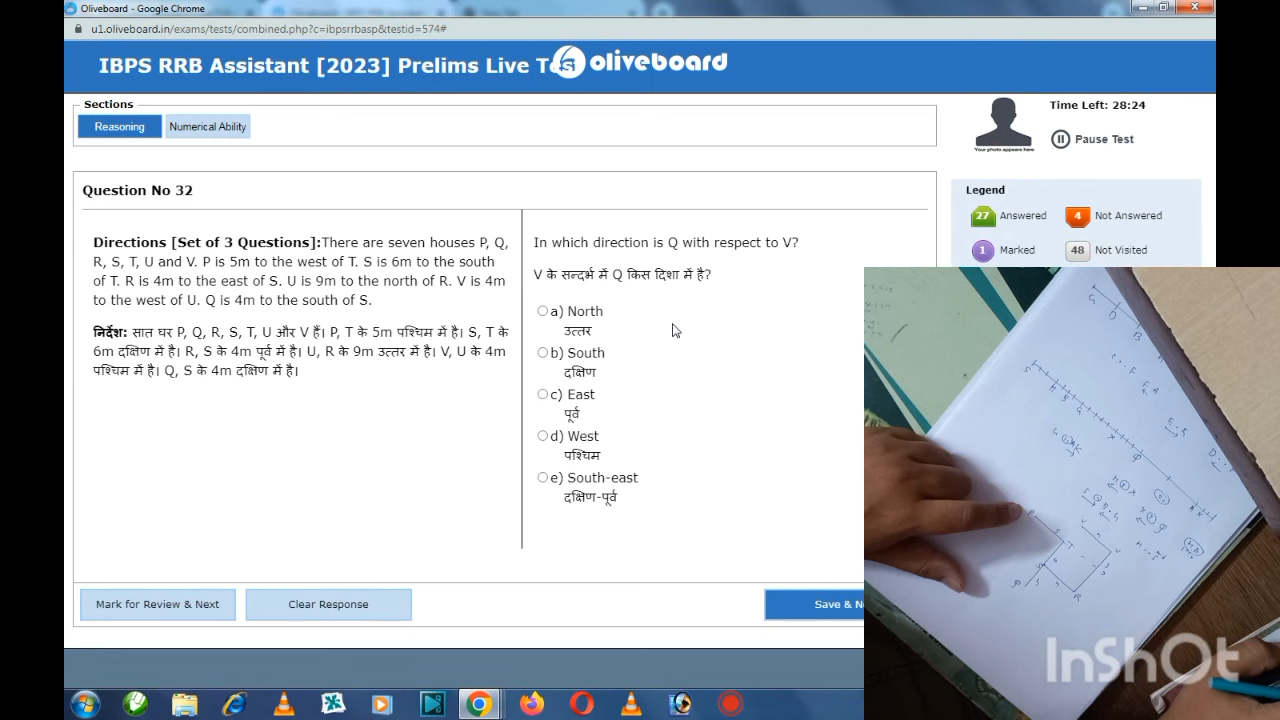 Oliveboard - Google Chrome
u1.oliveboard.in/exams/tests/combined.php?c=ibpsrrbasp&testid=574#
IBPS RRB Assistant [2023] Prelims Live
oliveboard
Sections
Reasoning
Numerical Ability
Time Left: 28:24
Your photo appears here
Pause Test
Question No 32
Legend
27 Answered
4 Not Answered
1 Marked
48 Not Visited
Directions [Set of 3 Questions]:There are seven houses P, Q,
R, S, T, U and V. P is 5m to the west of T. S is 6m to the south
of T. R is 4m to the east of S. U is 9m to the north of R. V is 4m
to the west of U. Q is 4m to the south of S.
निर्देश: सात घर P, Q, R, S, T, U और V हैं। P, T के 5m पश्चिम में है। S, T के
6m दक्षिण में है। R, S के 4m पूर्व में है। U, R के 9m उत्तर में है। V, U के 4m
पश्चिम में है। Q, S के 4m दक्षिण में है।
In which direction is Q with respect to V?
V के सन्दर्भ में Q किस दिशा में है?
a) North
उत्तर
b) South
दक्षिण
c) East
पूर्व
d) West
पश्चिम
e) South-east
दक्षिण-पूर्व
Mark for Review & Next
Clear Response
Save &
InShOt